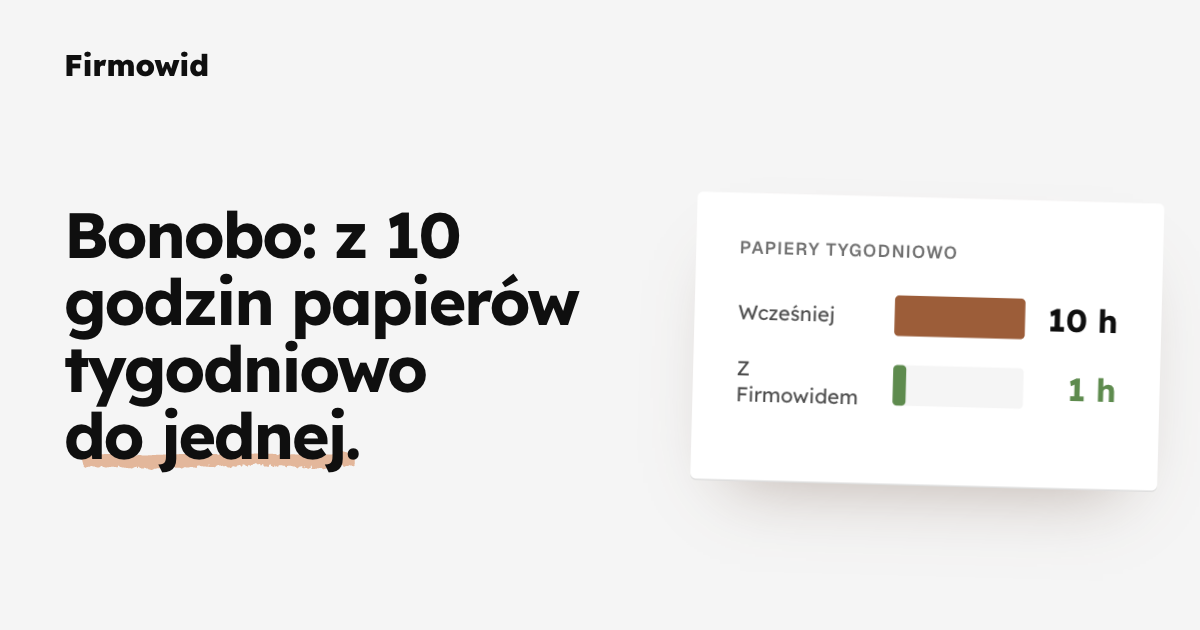 Firmowid
Bonobo: z 10
godzin papierów
tygodniowo
do jednej.
PAPIERY TYGODNIOWO
Wcześniej
10 h
Z
Firmowidem
1 h